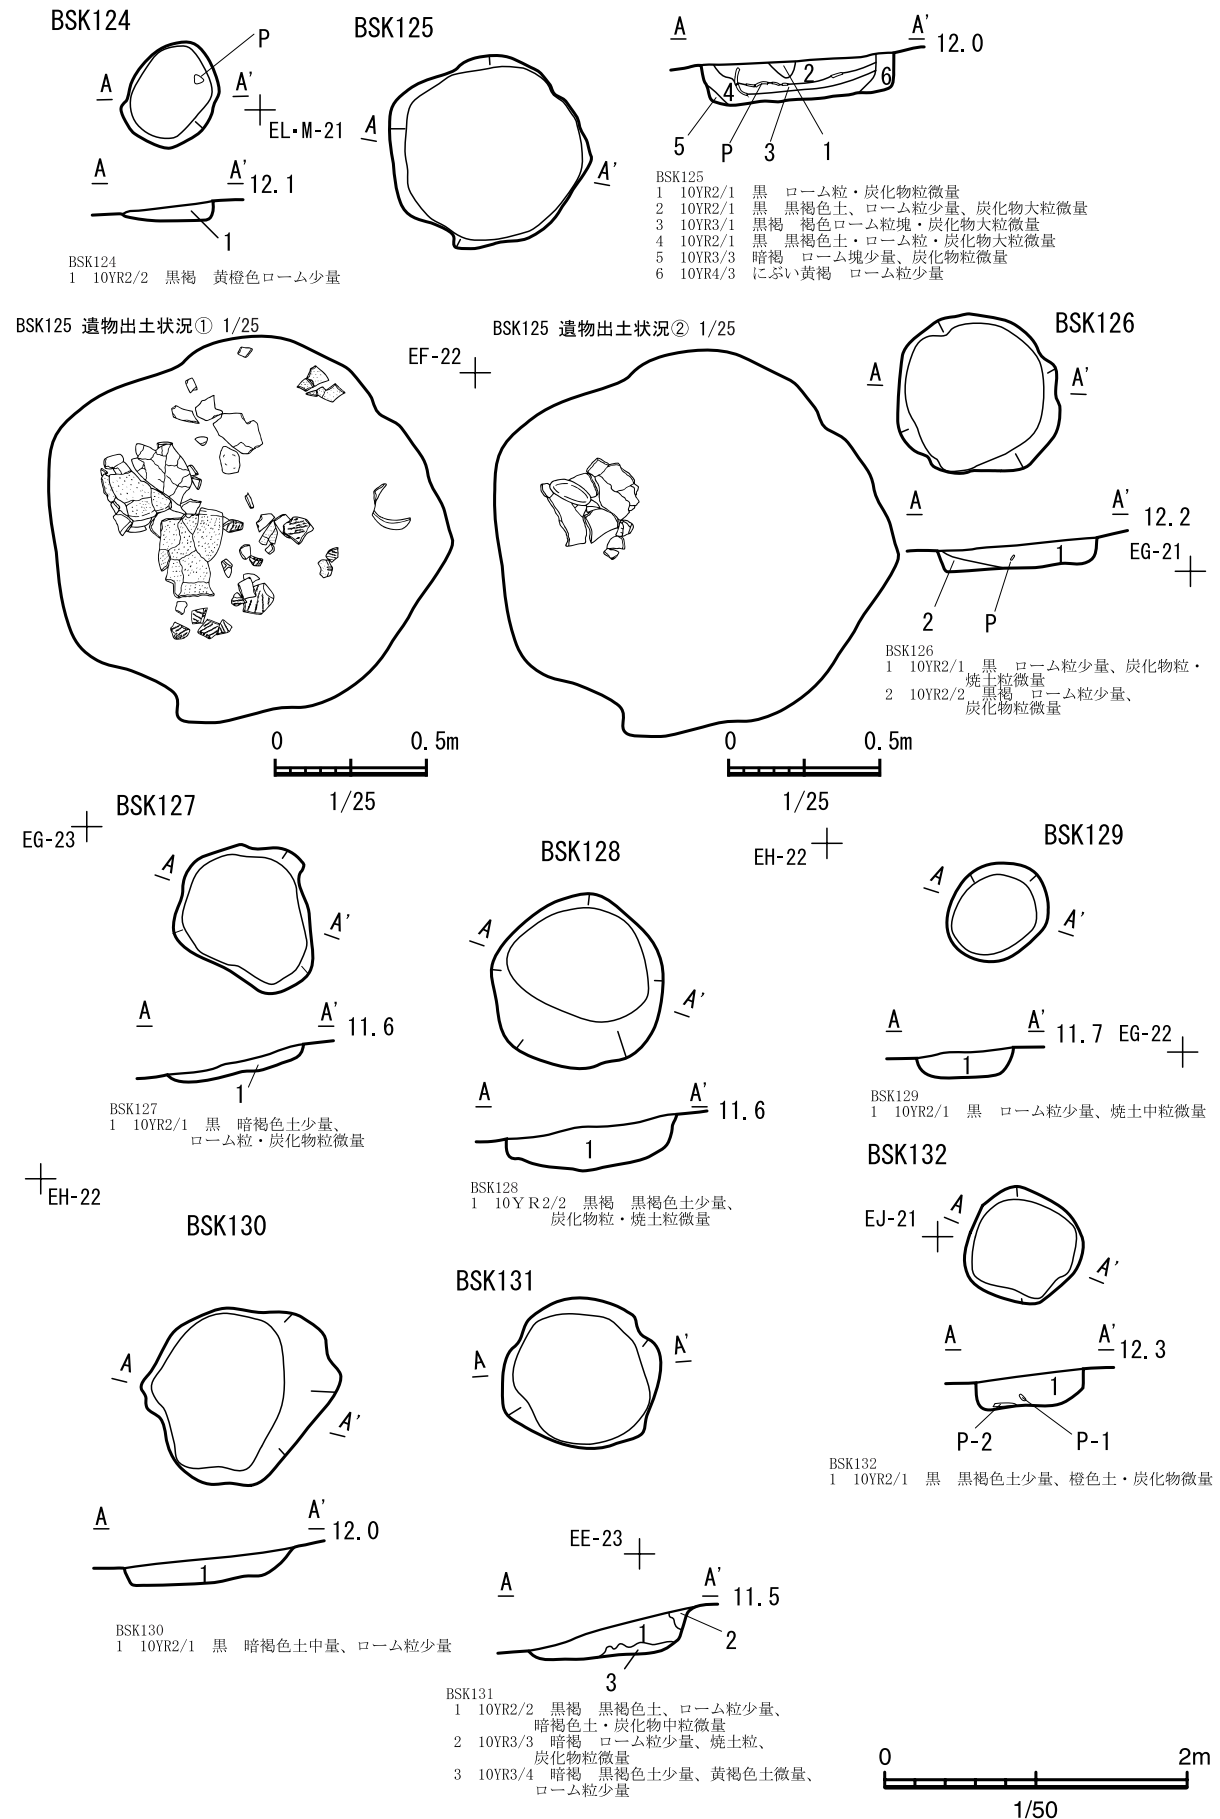 BSK124
P
A A'
EL・M-21
A A' 12.1
1
BSK124
1 10YR2/2 黒褐 黄橙色ローム少量
BSK125
A A'
A A' 12.0
2
4 6
5 P 3 1
BSK125
1 10YR2/1 黒 ローム粒・炭化物粒微量
2 10YR2/1 黒 黒褐色土、ローム粒少量、炭化物大粒微量
3 10YR3/1 黒褐 褐色ローム粒塊・炭化物大粒微量
4 10YR2/1 黒 黒褐色土・ローム粒・炭化物大粒微量
5 10YR3/3 暗褐 ローム塊少量、炭化物粒微量
6 10YR4/3 にぶい黄褐 ローム粒少量
BSK125 遺物出土状況① 1/25
EF-22
0 0.5m
1/25
BSK125 遺物出土状況② 1/25
0 0.5m
1/25
BSK126
A A'
A A' 12.2
1
EG-21
2 P
BSK126
1 10YR2/1 黒 ローム粒少量、炭化物粒・
焼土粒微量
2 10YR2/2 黒褐 ローム粒少量、
炭化物粒微量
BSK127
EG-23
A A'
A A' 11.6
1
BSK127
1 10YR2/1 黒 暗褐色土少量、
ローム粒・炭化物粒微量
BSK128
A A'
A A' 11.6
1
BSK128
1 10YR2/2 黒褐 黒褐色土少量、
炭化物粒・焼土粒微量
EH-22
BSK129
A A'
A A' 11.7 EG-22
1
BSK129
1 10YR2/1 黒 ローム粒少量、焼土中粒微量
EH-22
BSK130
A A'
A A' 12.0
1
BSK130
1 10YR2/1 黒 暗褐色土中量、ローム粒少量
BSK131
A A'
EE-23
A A' 11.5
1 2
3
BSK131
1 10YR2/2 黒褐 黒褐色土、ローム粒少量、
暗褐色土・炭化物中粒微量
2 10YR3/3 暗褐 ローム粒少量、焼土粒、
炭化物粒微量
3 10YR3/4 暗褐 黒褐色土少量、黄褐色土微量、
ローム粒少量
BSK132
EJ-21
A A'
A A' 12.3
1
P-2 P-1
BSK132
1 10YR2/1 黒 黒褐色土少量、橙色土・炭化物微量
0 2m
1/50